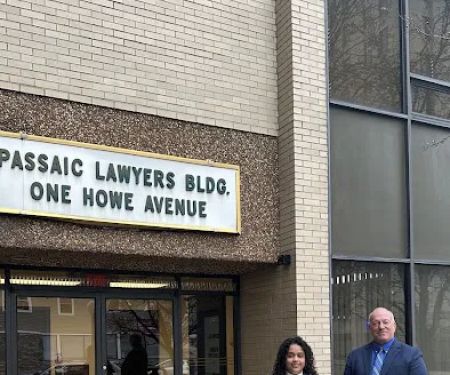 PASSAIC LAWYERS BLDG.
ONE HOWE AVENUE